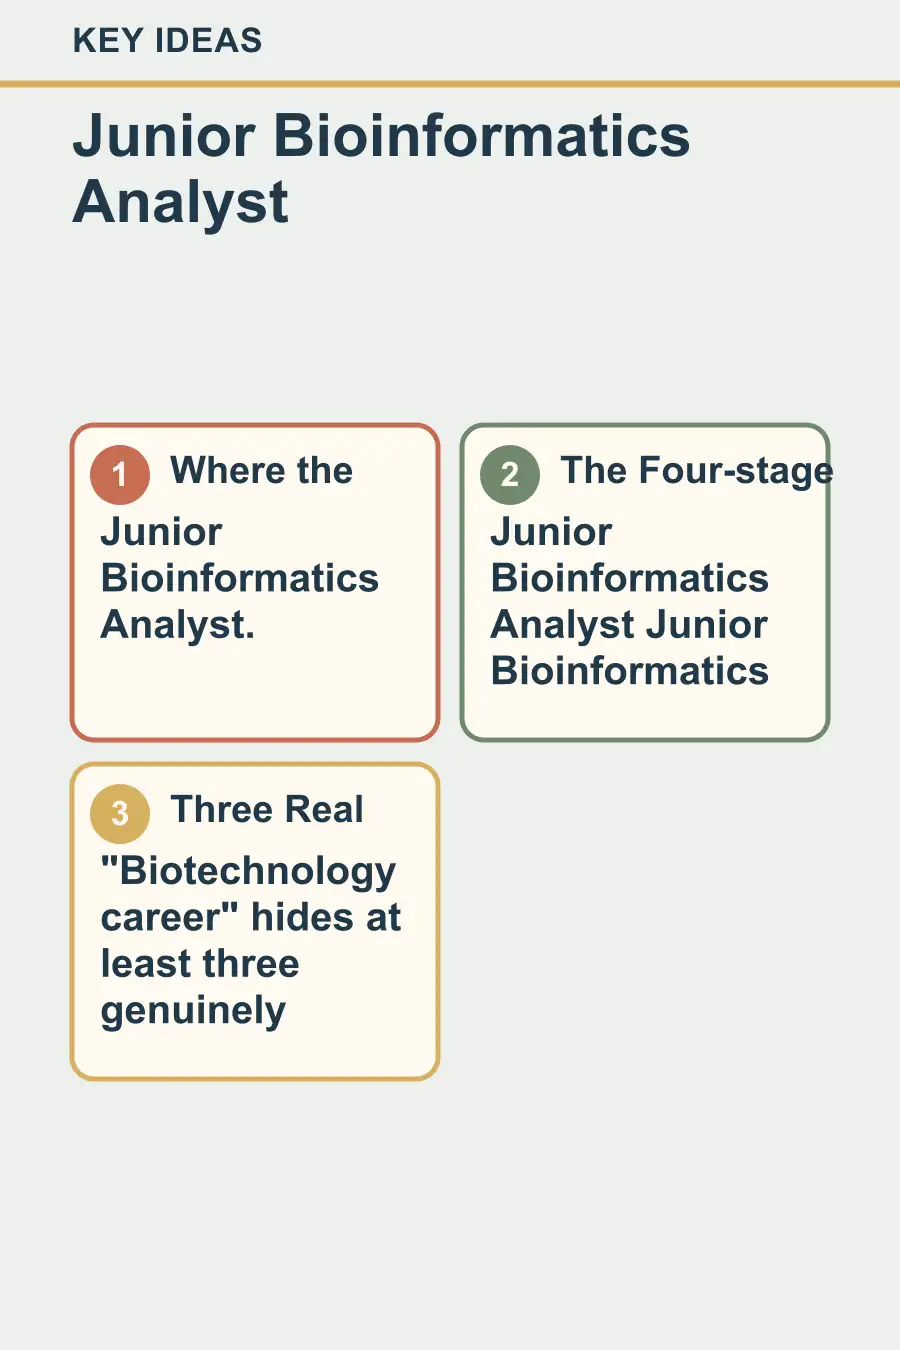 KEY IDEAS
Junior Bioinformatics
Analyst
1 Where the
Junior
Bioinformatics
Analyst.
2 The Four-stage
Junior
Bioinformatics
Analyst Junior
Bioinformatics
3 Three Real
"Biotechnology
career" hides at
least three
genuinely